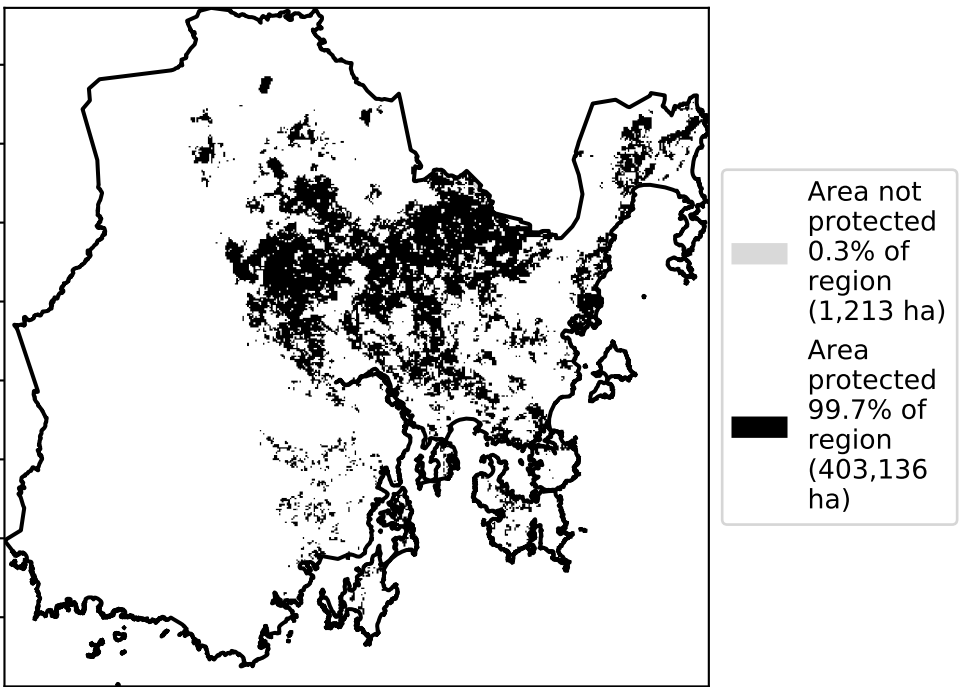 Area not
protected
0.3% of
region
(1,213 ha)
Area
protected
99.7% of
region
(403,136
ha)